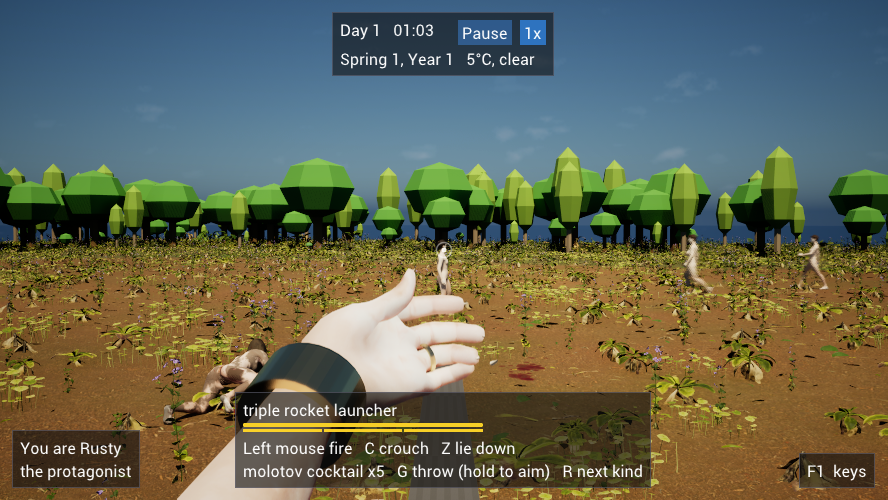 Day 1 01:03 Pause 1x
Spring 1, Year 1 5°C, clear
triple rocket launcher
Left mouse fire C crouch Z lie down
molotov cocktail x5 G throw (hold to aim) R next kind
You are Rusty
the protagonist
F1 keys